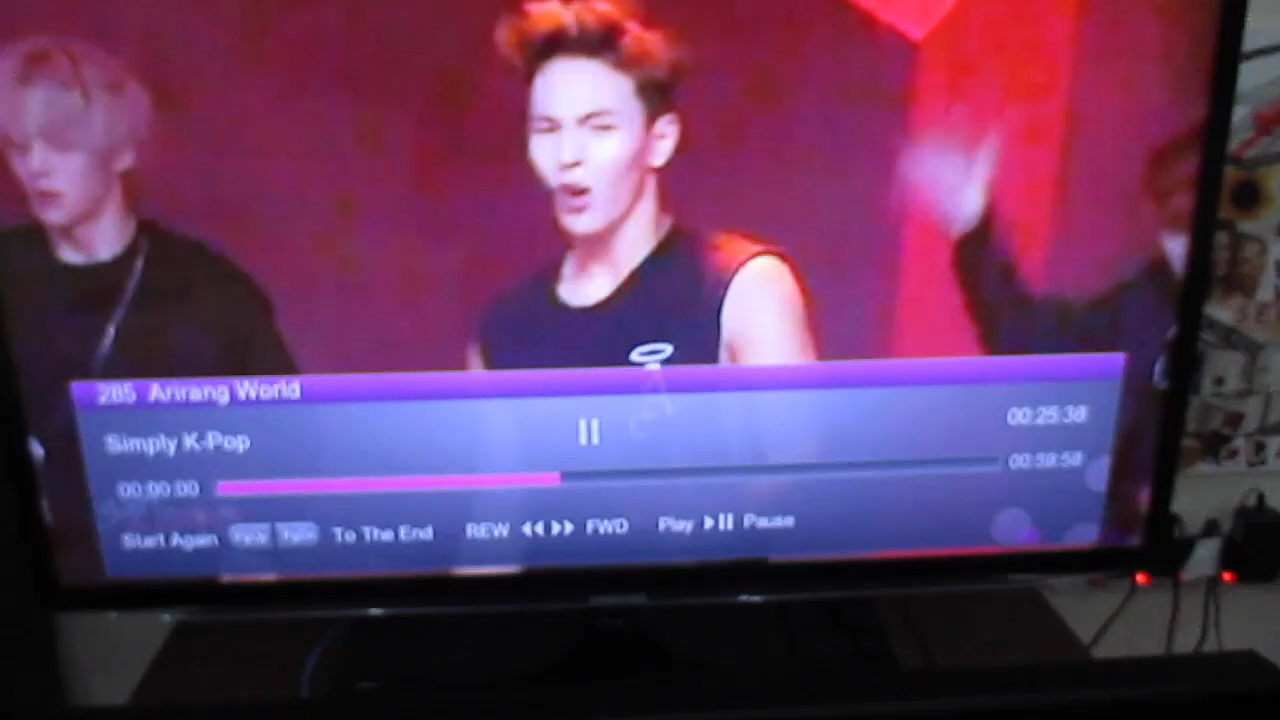 285 Arirang World
Simply K-Pop
00:25:38
00:00:00
00:59:58
Start Again
To The End
REW
FWD
Play
Pause